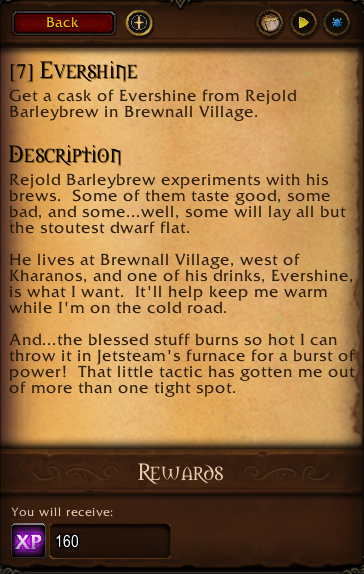 Back
[7] Evershine
Get a cask of Evershine from Rejold
Barleybrew in Brewnall Village.
Description
Rejold Barleybrew experiments with his
brews.  Some of them taste good, some
bad, and some...well, some will lay all but
the stoutest dwarf flat.
He lives at Brewnall Village, west of
Kharanos, and one of his drinks, Evershine,
is what I want.  It'll help keep me warm
while I'm on the cold road.
And...the blessed stuff burns so hot I can
throw it in Jetsteam's furnace for a burst of
power!  That little tactic has gotten me out
of more than one tight spot.
Rewards
You will receive:
XP 160